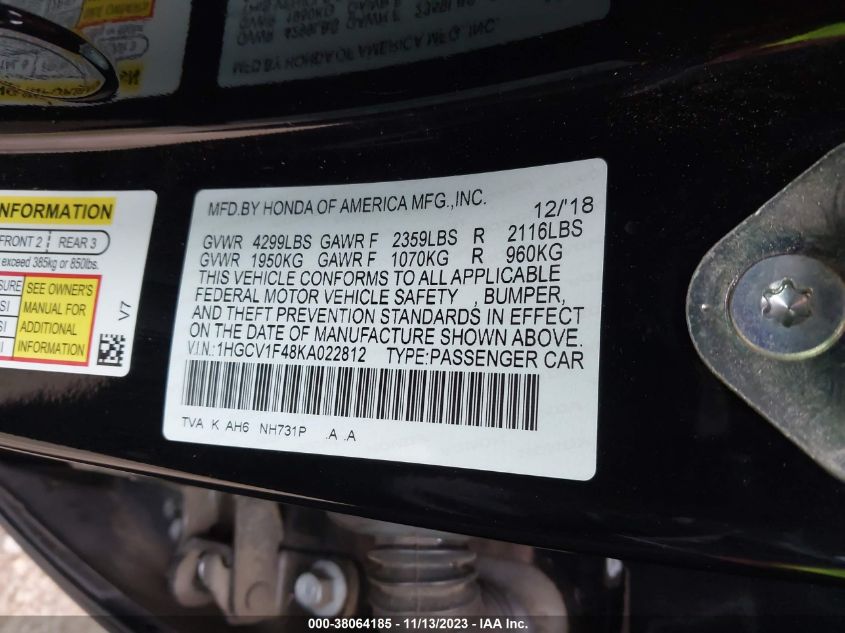 MFD.BY HONDA OF AMERICA MFG.,INC.
12/'18
GVWR 4299LBS GAWR F 2359LBS R 2116LBS
GVWR 1950KG GAWR F 1070KG R 960KG
THIS VEHICLE CONFORMS TO ALL APPLICABLE
FEDERAL MOTOR VEHICLE SAFETY , BUMPER,
AND THEFT PREVENTION STANDARDS IN EFFECT
ON THE DATE OF MANUFACTURE SHOWN ABOVE.
V.I.N.:1HGCV1F48KA022812 TYPE:PASSENGER CAR
TVA K AH6 NH731P .A .A
INFORMATION
FRONT 2 REAR 3
exceed 385kg or 850lbs.
SEE OWNER'S
MANUAL FOR
ADDITIONAL
INFORMATION
V7
000-38064185 - 11/13/2023 - IAA Inc.